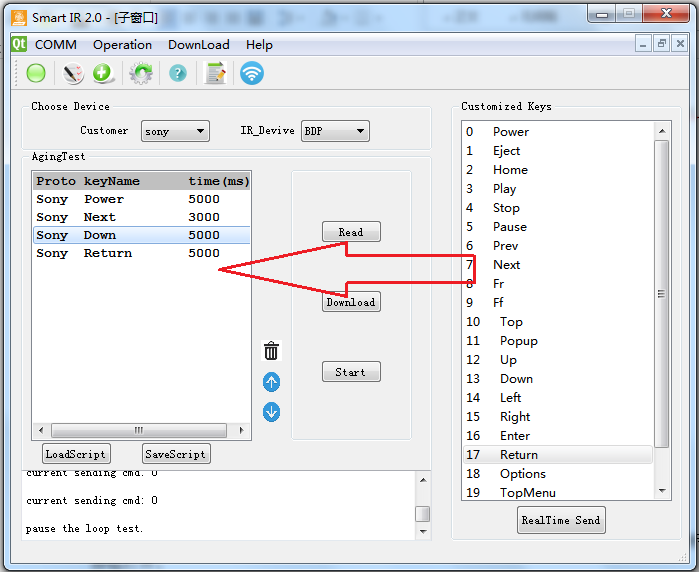 Smart IR 2.0 - [子窗口]
COMM Operation DownLoad Help
Choose Device
Customer sony IR_Devive BDP
AgingTest
Proto keyName time(ms)
Sony Power 5000
Sony Next 3000
Sony Down 5000
Sony Return 5000
Read
Download
Start
LoadScript SaveScript
current sending cmd: 0
current sending cmd: 0
pause the loop test.
Customized Keys
0 Power
1 Eject
2 Home
3 Play
4 Stop
5 Pause
6 Prev
7 Next
8 Fr
9 Ff
10 Top
11 Popup
12 Up
13 Down
14 Left
15 Right
16 Enter
17 Return
18 Options
19 TopMenu
RealTime Send